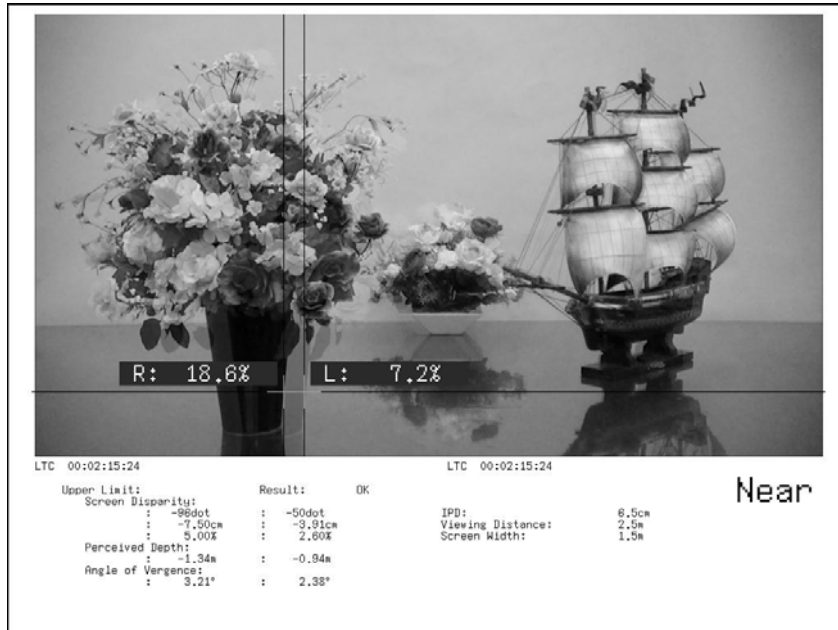 R: 18.6% L: 7.2%
LTC 00:02:15:24 LTC 00:02:15:24
Near
Upper Limit: Result: OK
Screen Disparity:
: -96dot : -50dot IPD: 6.5cm
: -7.50cm : -3.91cm Viewing Distance: 2.5m
: 5.00% : 2.60% Screen Width: 1.5m
Perceived Depth:
: -1.34m : -0.94m
Angle of Vergence:
: 3.21° : 2.38°